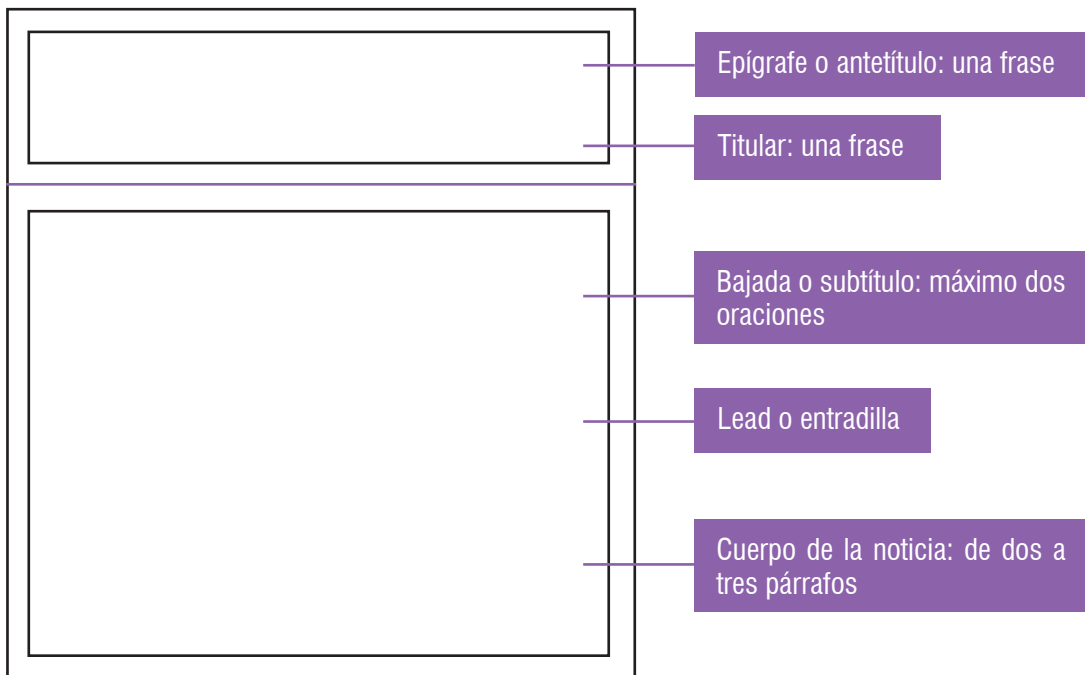 Epígrafe o antetítulo: una frase
Titular: una frase
Bajada o subtítulo: máximo dos
oraciones
Lead o entradilla
Cuerpo de la noticia: de dos a
tres párrafos